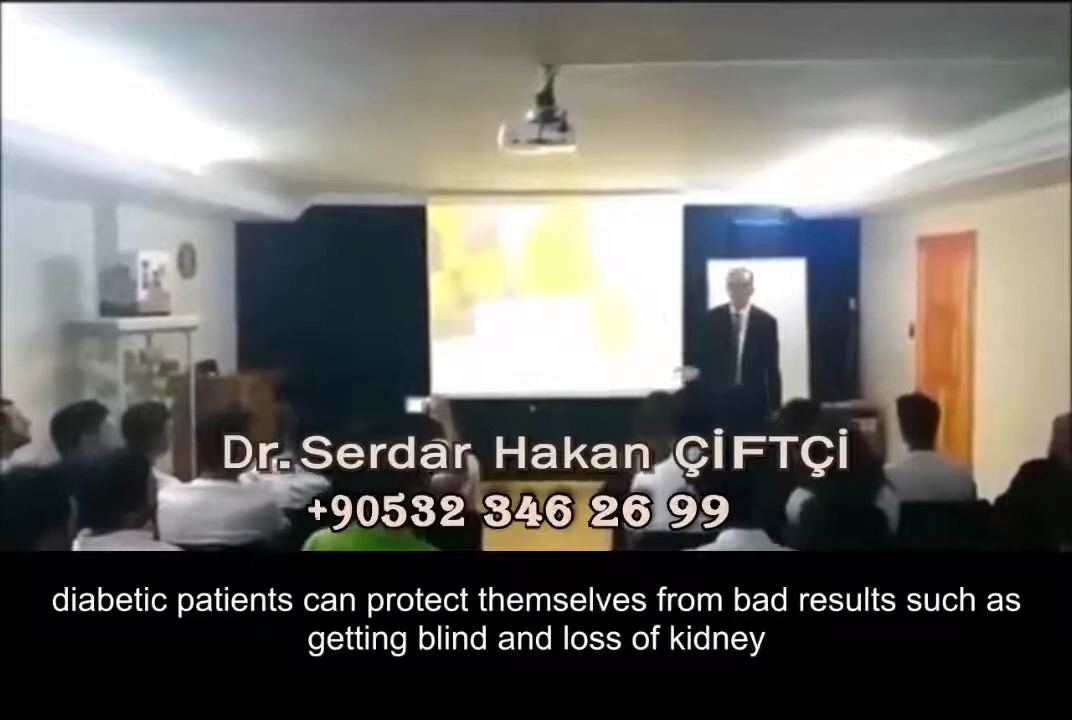 Dr. Serdar Hakan ÇİFTÇİ
+90532 346 26 99
diabetic patients can protect themselves from bad results such as
getting blind and loss of kidney